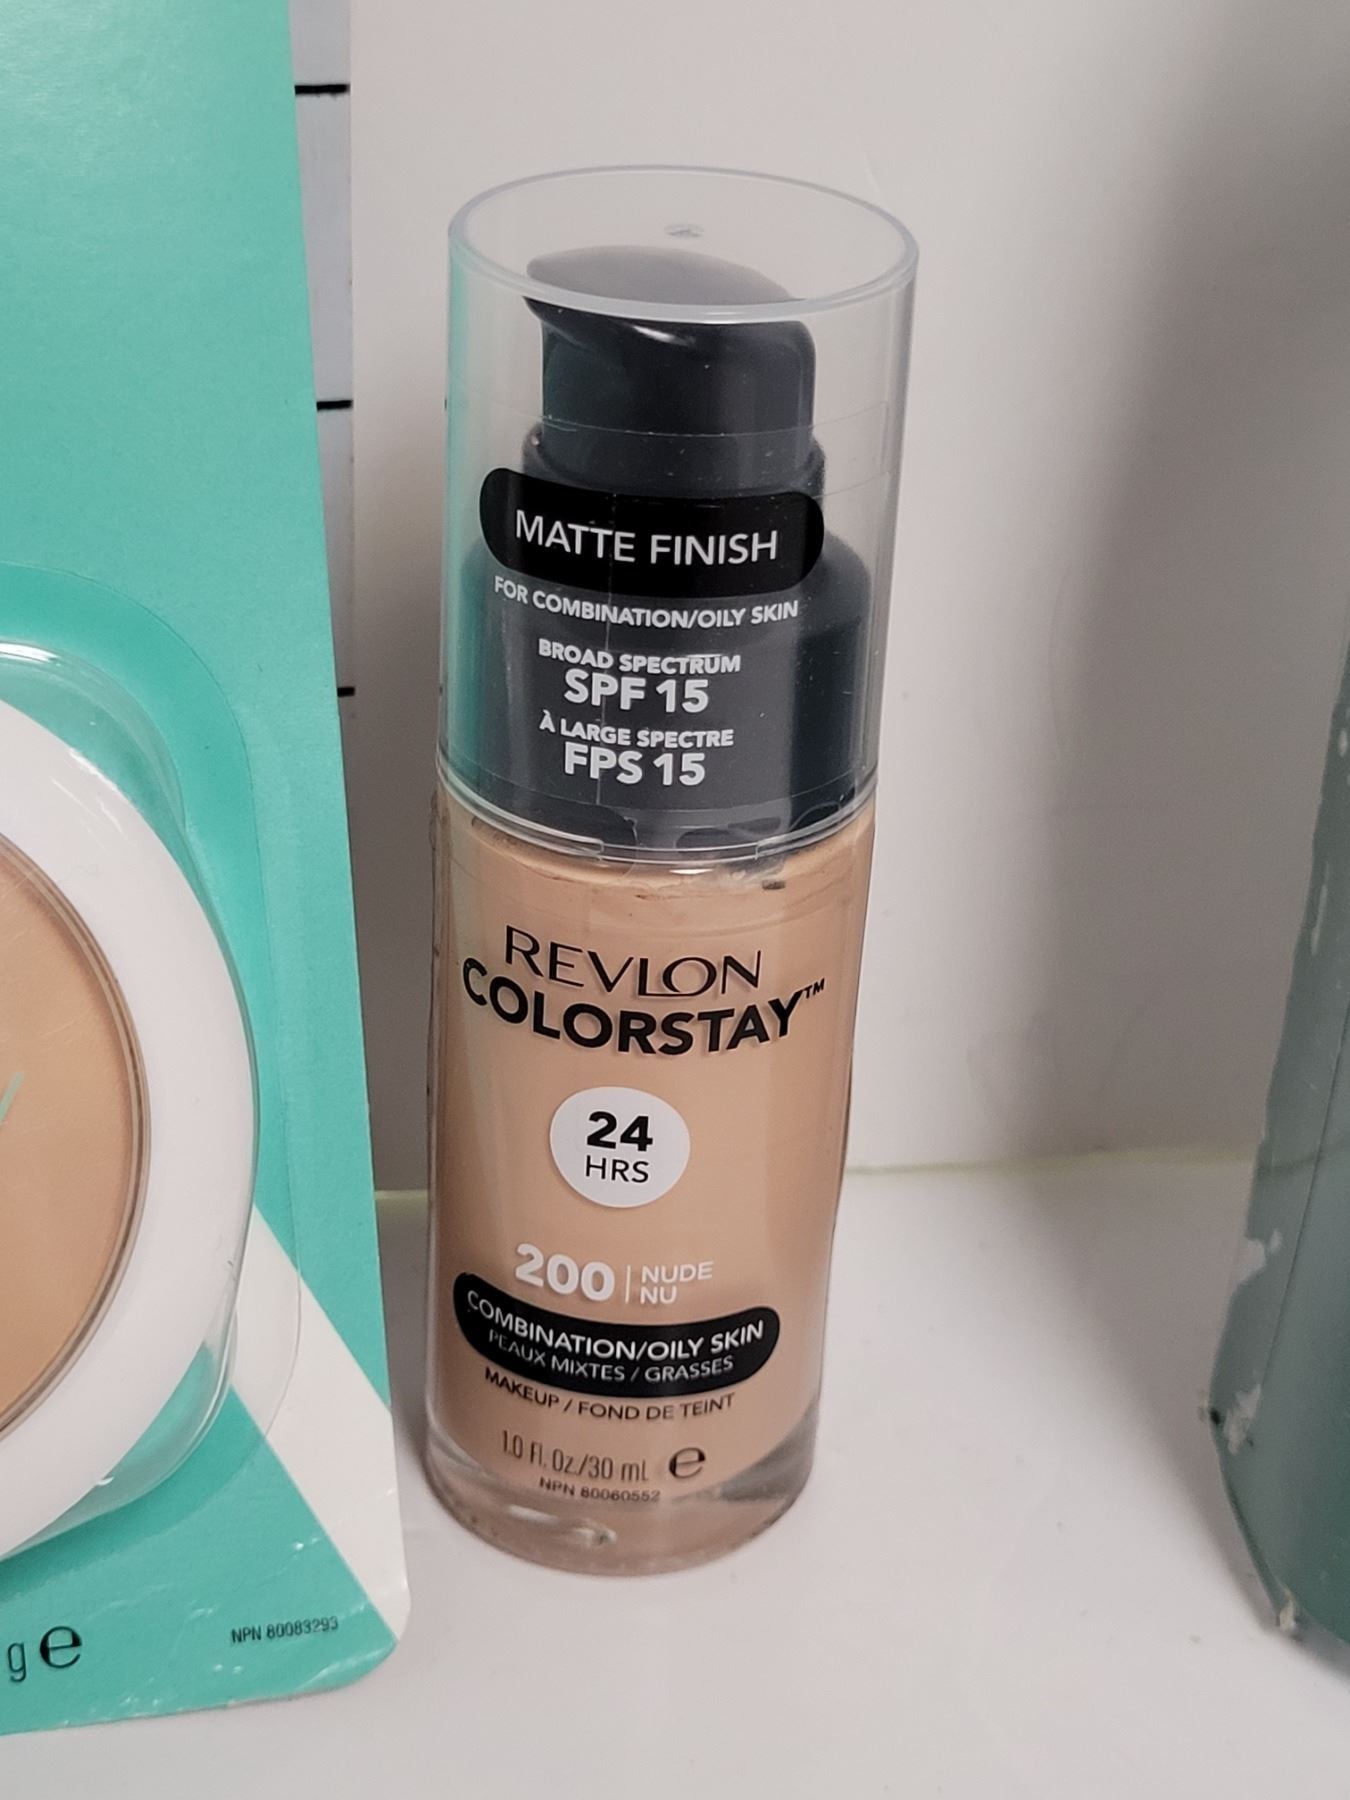 MATTE FINISH
FOR COMBINATION/OILY SKIN
BROAD SPECTRUM
SPF 15
À LARGE SPECTRE
FPS 15
REVLON
COLORSTAY™
24
HRS
200 | NUDE
NU
COMBINATION/OILY SKIN
PEAUX MIXTES / GRASSES
MAKEUP / FOND DE TEINT
1.0 Fl. Oz./30 mL ℮
NPN 80060552
g ℮
NPN 80083293